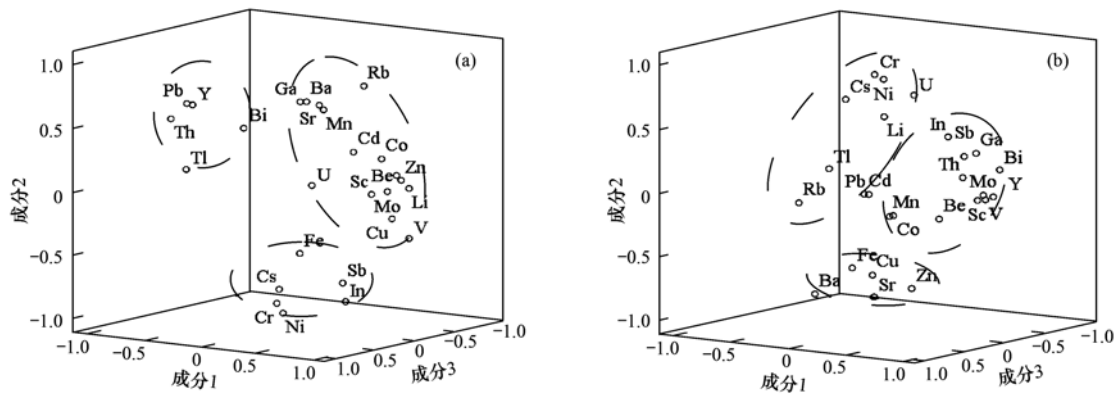 (a)
1.0
0.5
0
−0.5
−1.0
成分2
Rb
Pb Y
Ga Ba
Th
Bi
Sr
Mn
Tl
Cd Co
U
Sc Be Zn
Mo Li
Cu V
Fe
Cs
Sb
In
Cr Ni
−1.0 −0.5 0 0.5 1.0
成分1
1.0 0.5 0 −0.5 −1.0
成分3
(b)
1.0
0.5
0
−0.5
−1.0
成分2
Cr
Cs Ni U
Li
In Sb Ga
Th Bi
Tl
Pb Cd
Mo Y
Rb
Mn
Be Sc V
Co
Fe Cu
Ba Sr Zn
−1.0 −0.5 0 0.5 1.0
成分1
1.0 0.5 0 −0.5 −1.0
成分3